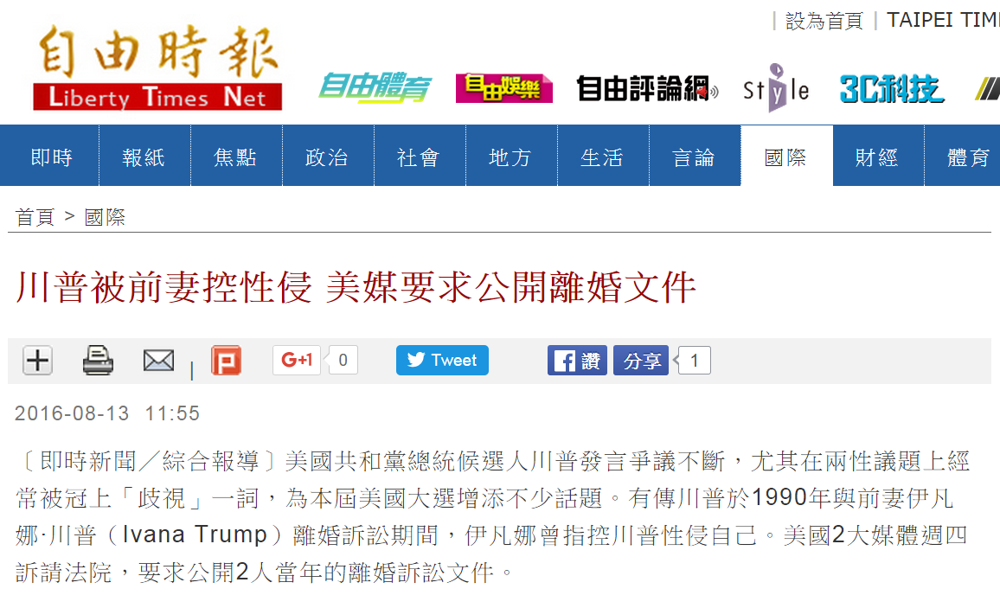 | 設為首頁 | TAIPEI TIM
自由時報
Liberty Times Net
自由體育 自由娛樂 自由評論網 Style 3C科技
即時 報紙 焦點 政治 社會 地方 生活 言論 國際 財經 體育
首頁 > 國際
川普被前妻控性侵 美媒要求公開離婚文件
| G+1 0 Tweet 讚 分享 1
2016-08-13 11:55
〔即時新聞／綜合報導〕美國共和黨總統候選人川普發言爭議不斷，尤其在兩性議題上經
常被冠上「歧視」一詞，為本屆美國大選增添不少話題。有傳川普於1990年與前妻伊凡
娜·川普（Ivana Trump）離婚訴訟期間，伊凡娜曾指控川普性侵自己。美國2大媒體週四
訴請法院，要求公開2人當年的離婚訴訟文件。